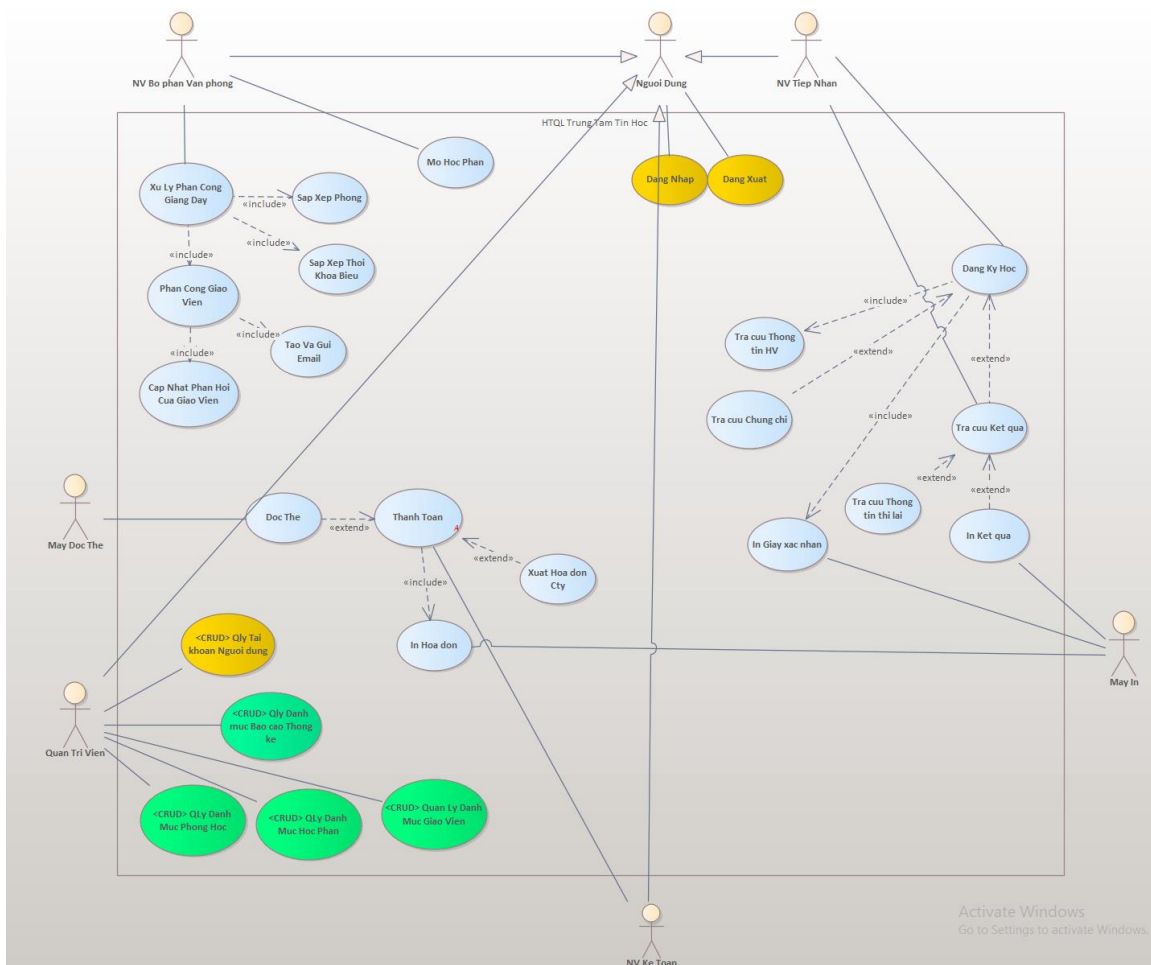 NV Bo phan Van phong
Nguoi Dung
NV Tiep Nhan
HTQL Trung Tam Tin Hoc
Mo Hoc Phan
Dang Nhap
Dang Xuat
Xu Ly Phan Cong
Giang Day
«include»
Sap Xep Phong
«include»
«include»
Sap Xep Thoi
Khoa Bieu
Phan Cong Giao
Vien
«include»
«include»
Tao Va Gui
Email
Cap Nhat Phan Hoi
Cua Giao Vien
Dang Ky Hoc
«include»
Tra cuu Thong
tin HV
«extend»
«extend»
Tra cuu Chung chi
«include»
Tra cuu Ket qua
«extend»
«extend»
Tra cuu Thong
tin thi lai
In Giay xac nhan
In Ket qua
May Doc The
Doc The
«extend»
Thanh Toan
A
«extend»
Xuat Hoa don
Cty
«include»
In Hoa don
May In
<CRUD> Qly Tai
khoan Nguoi dung
Quan Tri Vien
<CRUD> Qly Danh
muc Bao cao Thong
ke
<CRUD> QLy Danh
Muc Phong Hoc
<CRUD> QLy Danh
Muc Hoc Phan
<CRUD> Quan Ly Danh
Muc Giao Vien
NV Ke Toan
Activate Windows
Go to Settings to activate Windows.